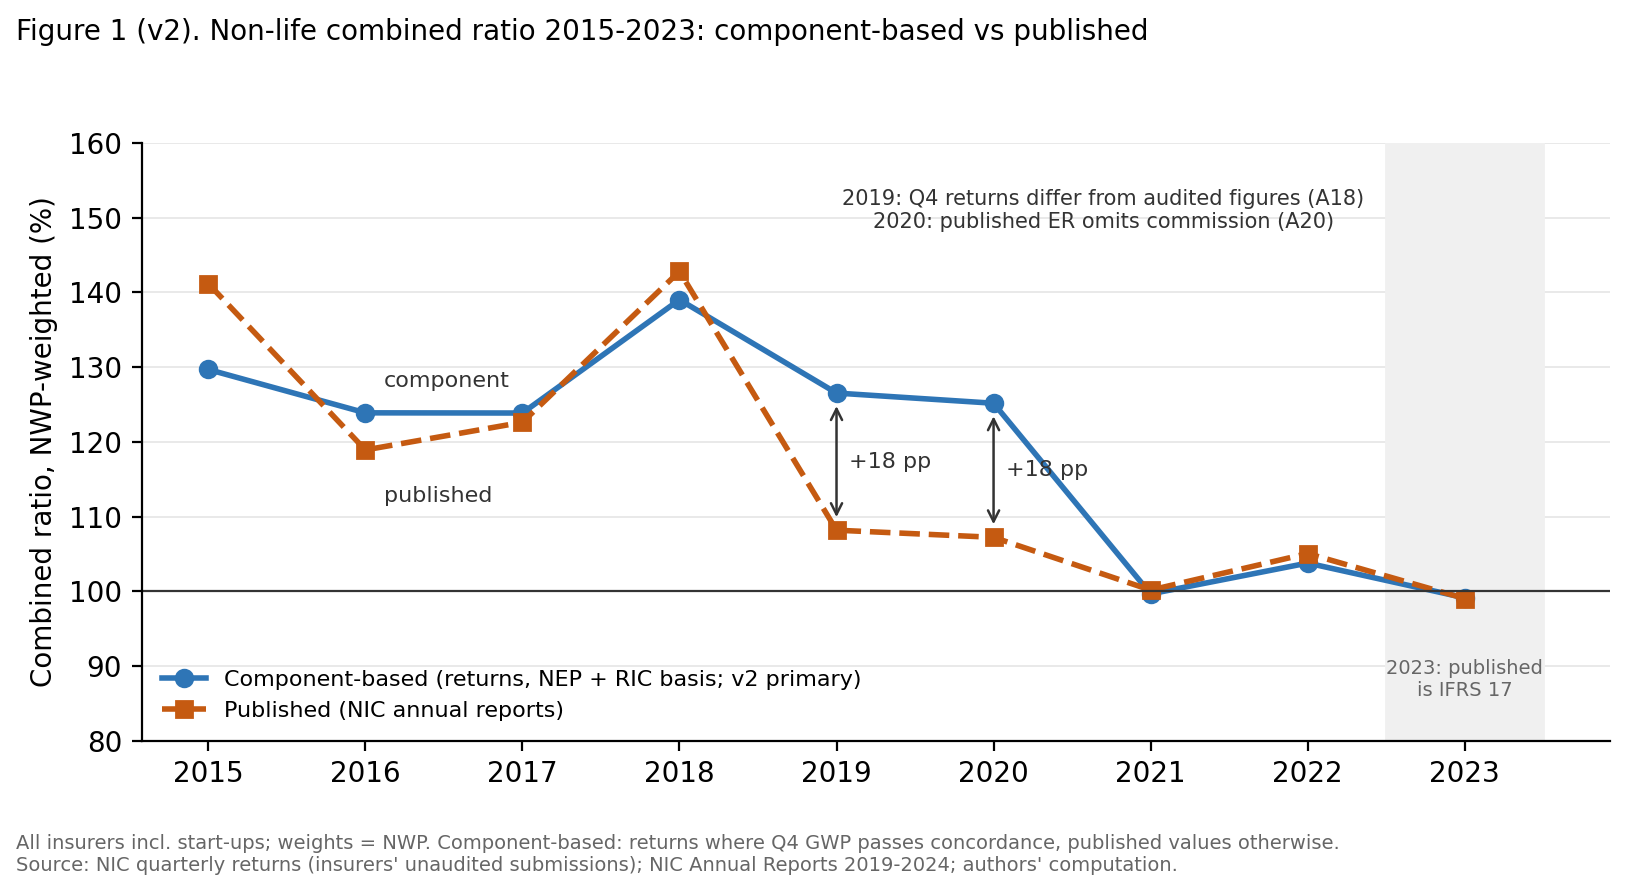 Figure 1 (v2). Non-life combined ratio 2015-2023: component-based vs published
Combined ratio, NWP-weighted (%)
160
150
140
130
120
110
100
90
80
2019: Q4 returns differ from audited figures (A18)
2020: published ER omits commission (A20)
component
published
+18 pp
+18 pp
2023: published
is IFRS 17
Component-based (returns, NEP + RIC basis; v2 primary)
Published (NIC annual reports)
2015 2016 2017 2018 2019 2020 2021 2022 2023
All insurers incl. start-ups; weights = NWP. Component-based: returns where Q4 GWP passes concordance, published values otherwise.
Source: NIC quarterly returns (insurers' unaudited submissions); NIC Annual Reports 2019-2024; authors' computation.